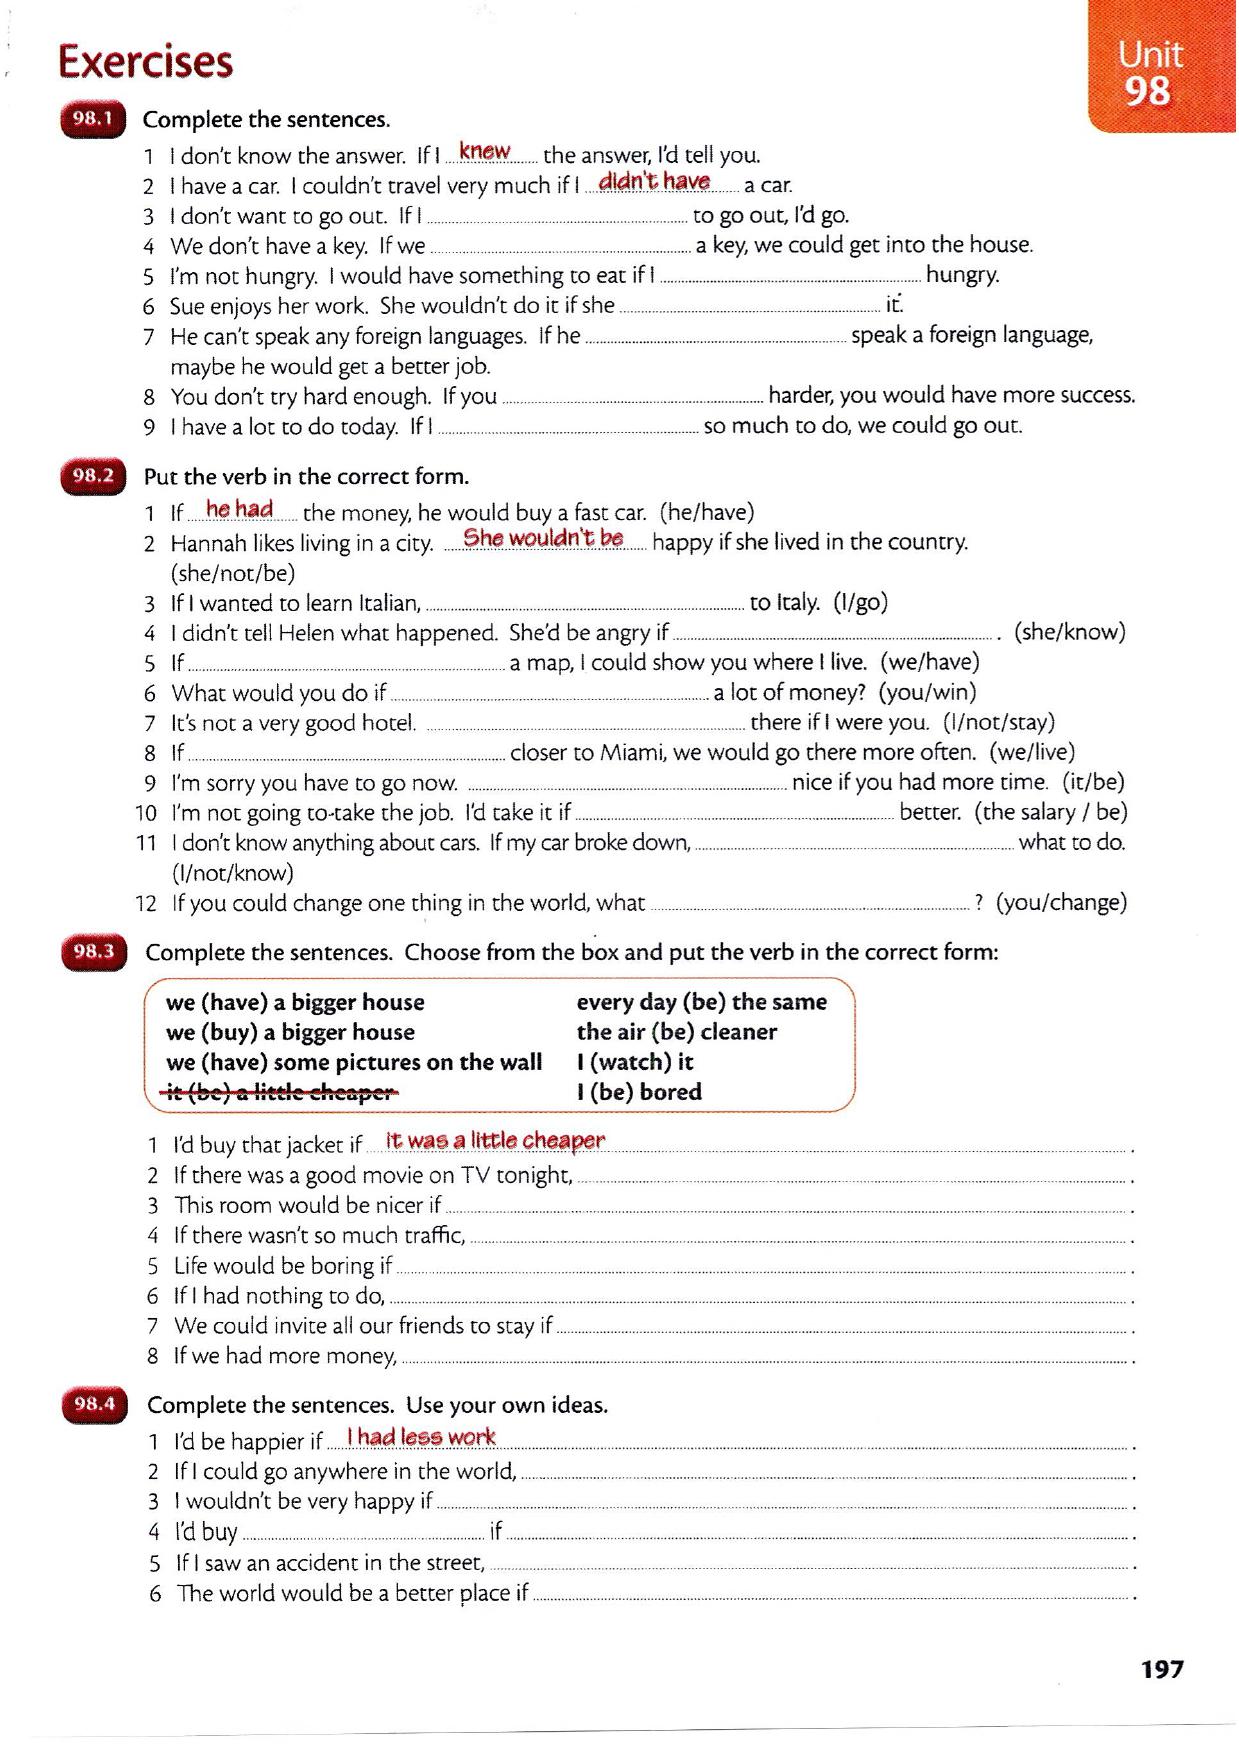 Exercises
Unit
98
98.1 Complete the sentences.
1 I don't know the answer. If I knew the answer, I'd tell you.
2 I have a car. I couldn't travel very much if I didn't have a car.
3 I don't want to go out. If I ........ to go out, I'd go.
4 We don't have a key. If we ........ a key, we could get into the house.
5 I'm not hungry. I would have something to eat if I ........ hungry.
6 Sue enjoys her work. She wouldn't do it if she ........ it.
7 He can't speak any foreign languages. If he ........ speak a foreign language,
maybe he would get a better job.
8 You don't try hard enough. If you ........ harder, you would have more success.
9 I have a lot to do today. If I ........ so much to do, we could go out.
98.2 Put the verb in the correct form.
1 If he had the money, he would buy a fast car. (he/have)
2 Hannah likes living in a city. She wouldn't be happy if she lived in the country.
(she/not/be)
3 If I wanted to learn Italian, ........ to Italy. (I/go)
4 I didn't tell Helen what happened. She'd be angry if ........ . (she/know)
5 If ........ a map, I could show you where I live. (we/have)
6 What would you do if ........ a lot of money? (you/win)
7 It's not a very good hotel. ........ there if I were you. (I/not/stay)
8 If ........ closer to Miami, we would go there more often. (we/live)
9 I'm sorry you have to go now. ........ nice if you had more time. (it/be)
10 I'm not going to take the job. I'd take it if ........ better. (the salary / be)
11 I don't know anything about cars. If my car broke down, ........ what to do.
(I/not/know)
12 If you could change one thing in the world, what ........ ? (you/change)
98.3 Complete the sentences. Choose from the box and put the verb in the correct form:
we (have) a bigger house every day (be) the same
we (buy) a bigger house the air (be) cleaner
we (have) some pictures on the wall I (watch) it
it (be) a little cheaper I (be) bored
1 I'd buy that jacket if it was a little cheaper ........ .
2 If there was a good movie on TV tonight, ........ .
3 This room would be nicer if ........ .
4 If there wasn't so much traffic, ........ .
5 Life would be boring if ........ .
6 If I had nothing to do, ........ .
7 We could invite all our friends to stay if ........ .
8 If we had more money, ........ .
98.4 Complete the sentences. Use your own ideas.
1 I'd be happier if I had less work ........ .
2 If I could go anywhere in the world, ........ .
3 I wouldn't be very happy if ........ .
4 I'd buy ........ if ........ .
5 If I saw an accident in the street, ........ .
6 The world would be a better place if ........ .
197